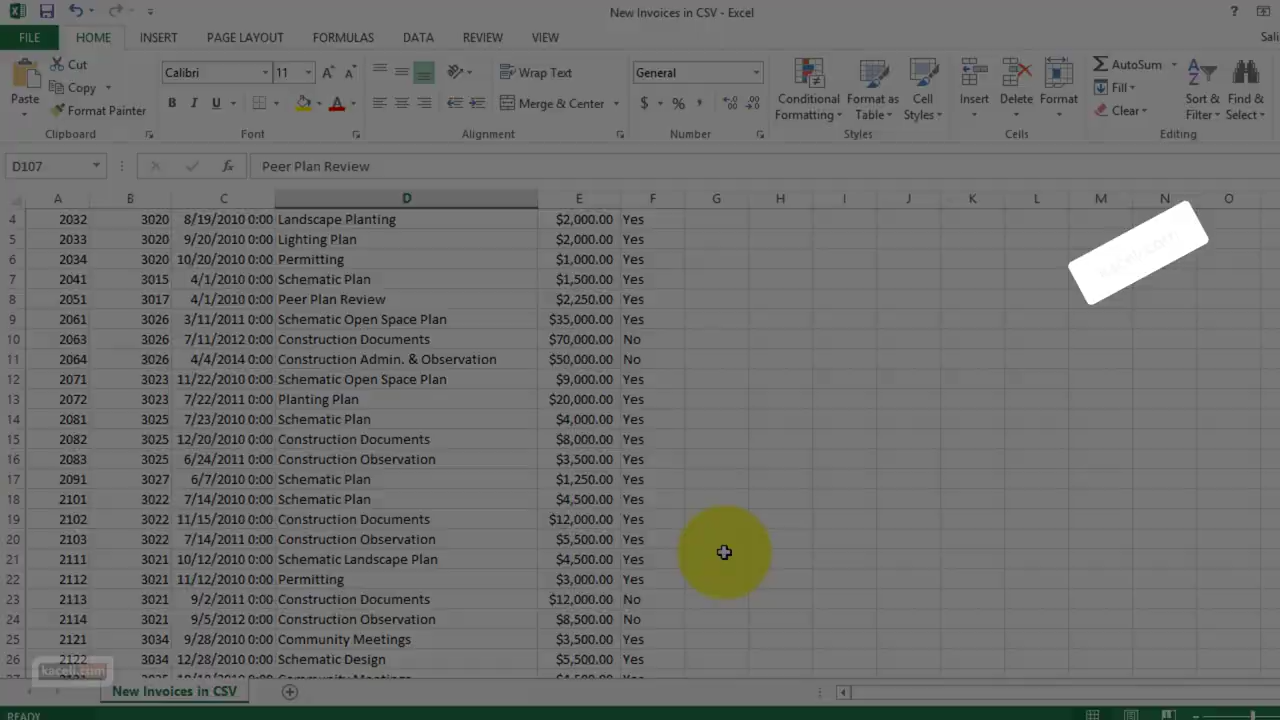 New Invoices in CSV - Excel
?
FILE HOME INSERT PAGE LAYOUT FORMULAS DATA REVIEW VIEW Sali
Paste
Cut
Copy
Format Painter
Clipboard
Calibri 11 A A
B I U A
Font
Wrap Text
Merge & Center
Alignment
General
$ %
Number
Conditional Formatting
Format as Table
Cell Styles
Styles
Insert Delete Format
Cells
AutoSum
Fill
Clear
Sort & Filter
Find & Select
Editing
D107 fx Peer Plan Review
A B C D E F G H I J K L M N O
4 2032 3020 8/19/2010 0:00 Landscape Planting $2,000.00 Yes
5 2033 3020 9/20/2010 0:00 Lighting Plan $2,000.00 Yes
6 2034 3020 10/20/2010 0:00 Permitting $1,000.00 Yes
7 2041 3015 4/1/2010 0:00 Schematic Plan $1,500.00 Yes
8 2051 3017 4/1/2010 0:00 Peer Plan Review $2,250.00 Yes
9 2061 3026 3/11/2011 0:00 Schematic Open Space Plan $35,000.00 Yes
10 2063 3026 7/11/2012 0:00 Construction Documents $70,000.00 No
11 2064 3026 4/4/2014 0:00 Construction Admin. & Observation $50,000.00 No
12 2071 3023 11/22/2010 0:00 Schematic Open Space Plan $9,000.00 Yes
13 2072 3023 7/22/2011 0:00 Planting Plan $20,000.00 Yes
14 2081 3025 7/23/2010 0:00 Schematic Plan $4,000.00 Yes
15 2082 3025 12/20/2010 0:00 Construction Documents $8,000.00 Yes
16 2083 3025 6/24/2011 0:00 Construction Observation $3,500.00 Yes
17 2091 3027 6/7/2010 0:00 Schematic Plan $1,250.00 Yes
18 2101 3022 7/14/2010 0:00 Schematic Plan $4,500.00 Yes
19 2102 3022 11/15/2010 0:00 Construction Documents $12,000.00 Yes
20 2103 3022 7/14/2011 0:00 Construction Observation $5,500.00 Yes
21 2111 3021 10/12/2010 0:00 Schematic Landscape Plan $4,500.00 Yes
22 2112 3021 11/12/2010 0:00 Permitting $3,000.00 Yes
23 2113 3021 9/2/2011 0:00 Construction Documents $12,000.00 No
24 2114 3021 9/5/2012 0:00 Construction Observation $8,500.00 No
25 2121 3034 9/28/2010 0:00 Community Meetings $3,500.00 Yes
26 2122 3034 12/28/2010 0:00 Schematic Design $5,500.00 Yes
kaceli.com
kaceli.com
New Invoices in CSV
READY